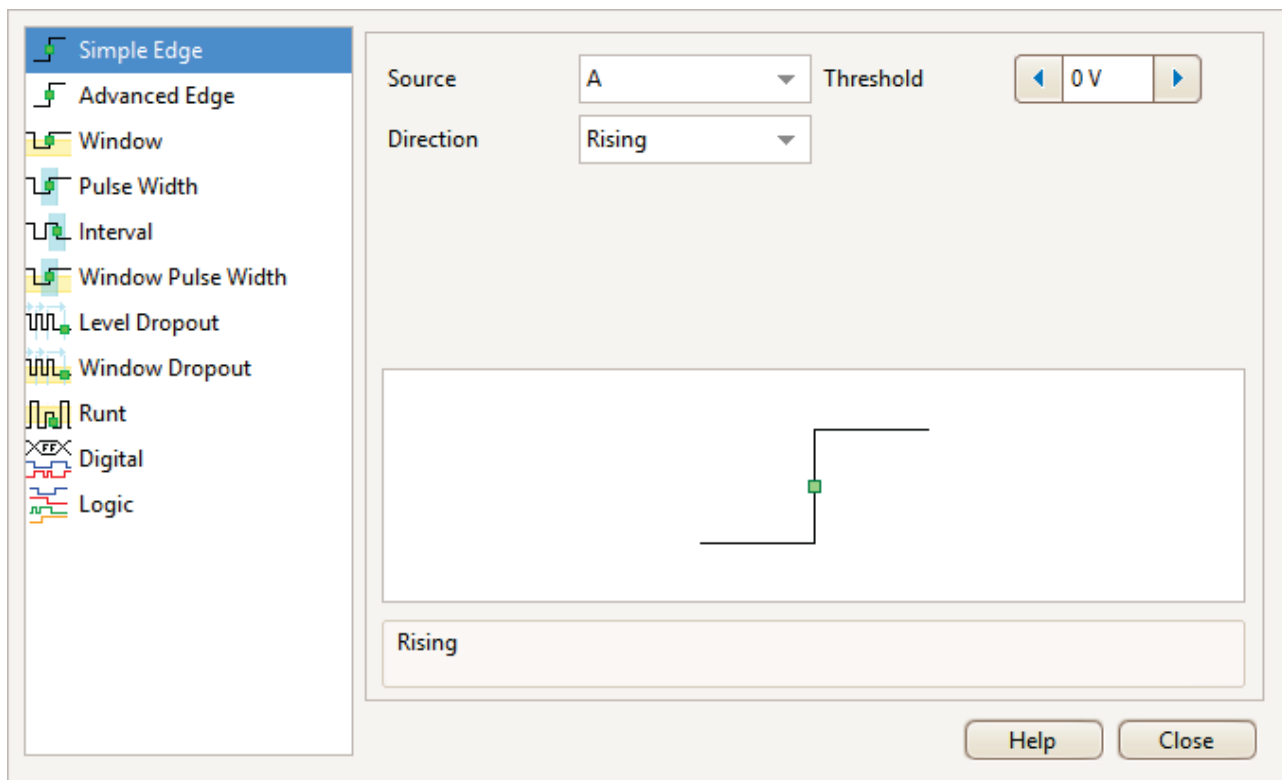 Simple Edge
Advanced Edge
Window
Pulse Width
Interval
Window Pulse Width
Level Dropout
Window Dropout
Runt
FF
Digital
Logic
Source A Threshold 0 V
Direction Rising
Rising
Help Close